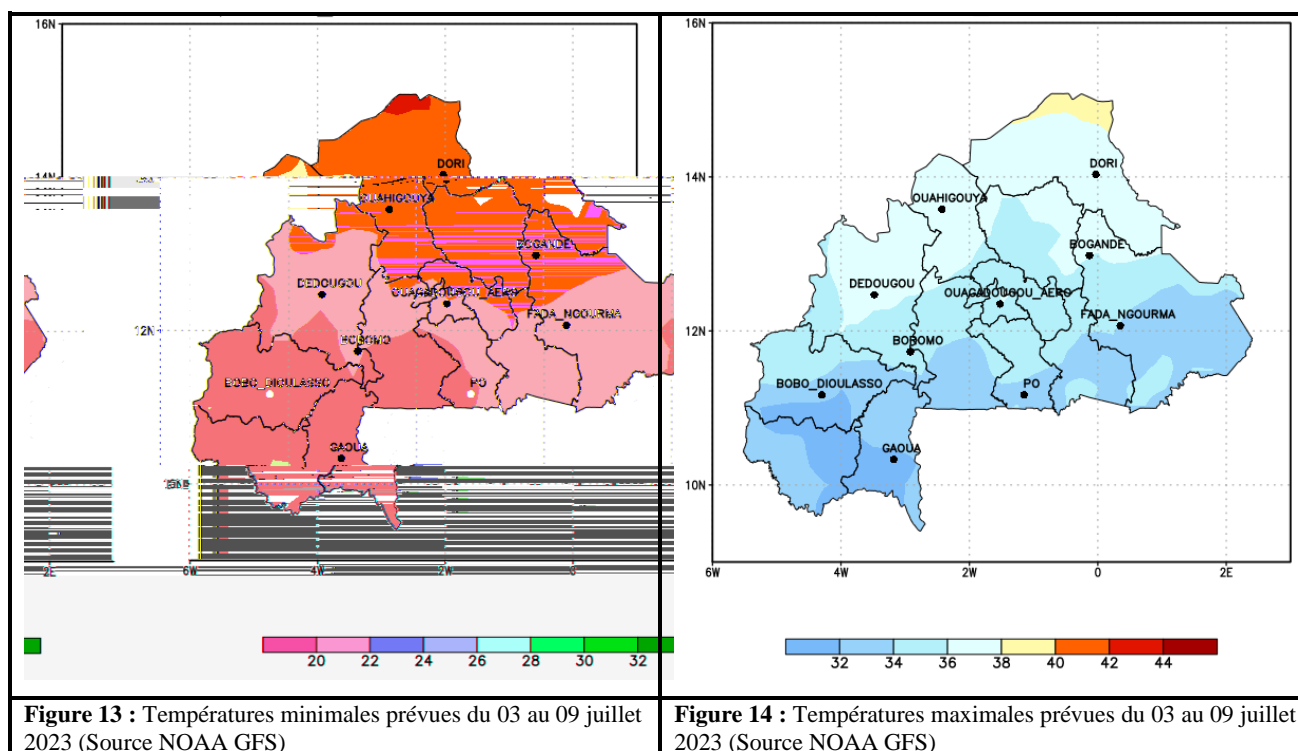 16N
DORI
14N
OUAHIGOUYA
BOGANDE
DEDOUGOU
FADA_NGOURMA
12N
BOROMO
BOBO_DIOULASSO
PO
GAOUA
2E 6W 4W 2W 0
20 22 24 26 28 30 32
Figure 13 : Températures minimales prévues du 03 au 09 juillet
2023 (Source NOAA GFS)
16N
14N
DORI
OUAHIGOUYA
BOGANDE
DEDOUGOU
OUAGADOUGOU_AERO
FADA_NGOURMA
12N
BOROMO
BOBO_DIOULASSO
PO
GAOUA
10N
6W 4W 2W 0 2E
32 34 36 38 40 42 44
Figure 14 : Températures maximales prévues du 03 au 09 juillet
2023 (Source NOAA GFS)